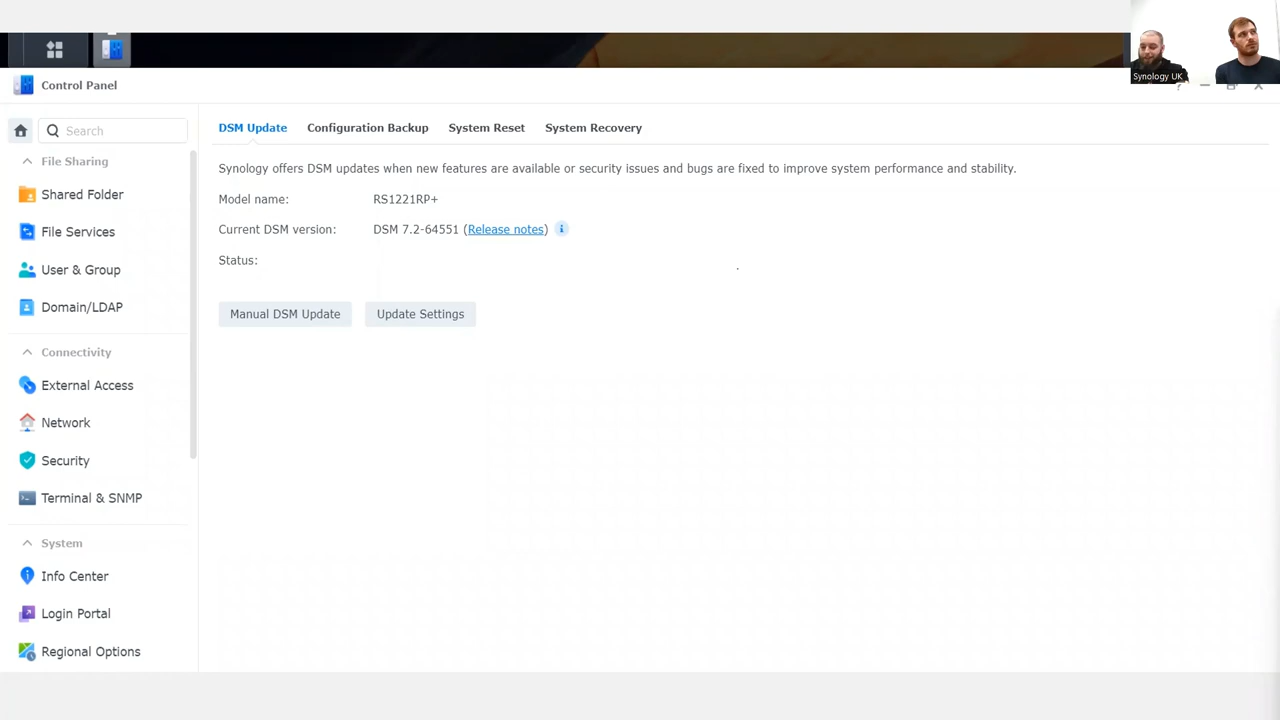 Synology UK
Control Panel
Search
File Sharing
Shared Folder
File Services
User & Group
Domain/LDAP
Connectivity
External Access
Network
Security
Terminal & SNMP
System
Info Center
Login Portal
Regional Options
DSM Update Configuration Backup System Reset System Recovery
Synology offers DSM updates when new features are available or security issues and bugs are fixed to improve system performance and stability.
Model name: RS1221RP+
Current DSM version: DSM 7.2-64551 (Release notes)
Status:
Manual DSM Update Update Settings